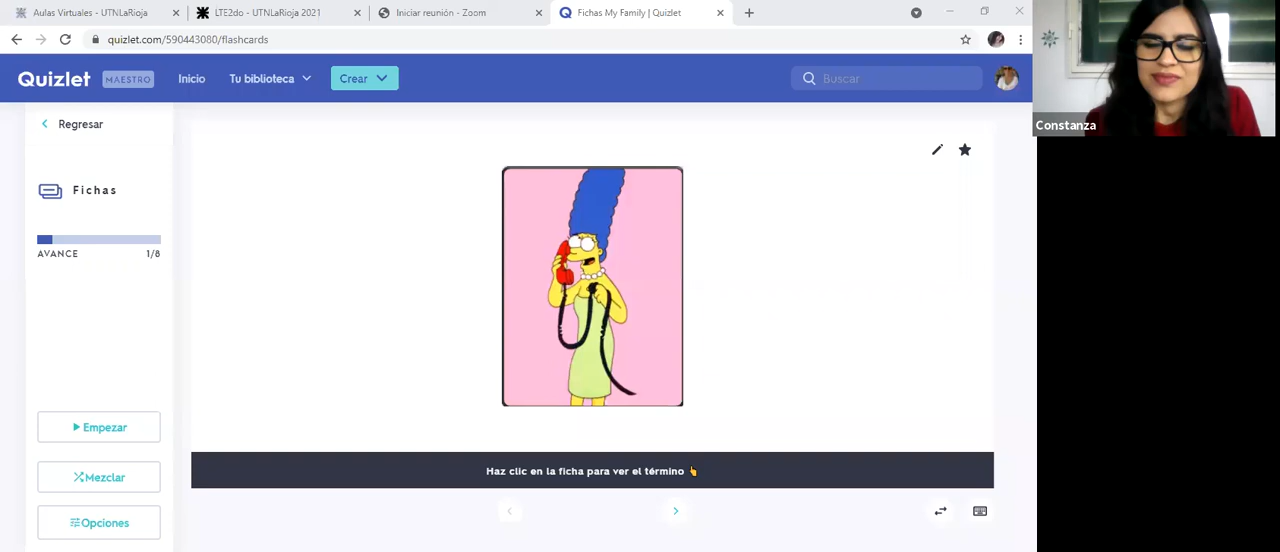 Aulas Virtuales - UTNLaRioja
LTE2do - UTNLaRioja 2021
Iniciar reunión - Zoom
Fichas My Family | Quizlet
quizlet.com/590443080/flashcards
Quizlet MAESTRO Inicio Tu biblioteca Crear Buscar
Constanza
Regresar
Fichas
AVANCE 1/8
Empezar
Mezclar
Opciones
Haz clic en la ficha para ver el término 👆